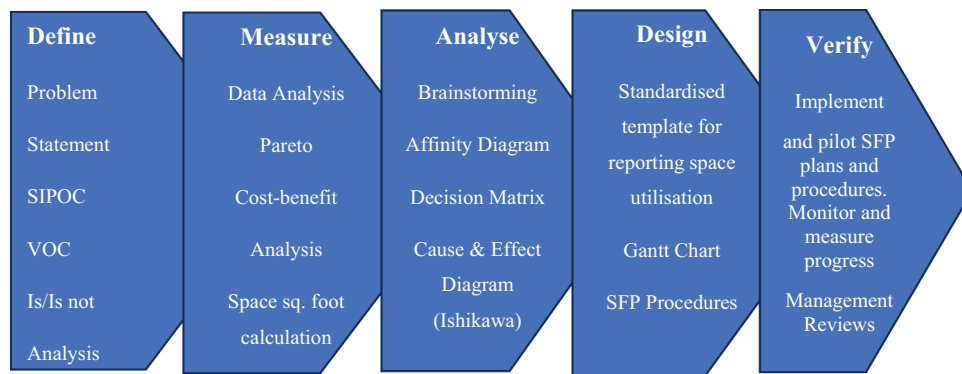 Define
Problem
Statement
SIPOC
VOC
Is/Is not
Analysis
Measure
Data Analysis
Pareto
Cost-benefit
Analysis
Space sq. foot
calculation
Analyse
Brainstorming
Affinity Diagram
Decision Matrix
Cause & Effect
Diagram
(Ishikawa)
Design
Standardised
template for
reporting space
utilisation
Gantt Chart
SFP Procedures
Verify
Implement
and pilot SFP
plans and
procedures.
Monitor and
measure
progress
Management
Reviews